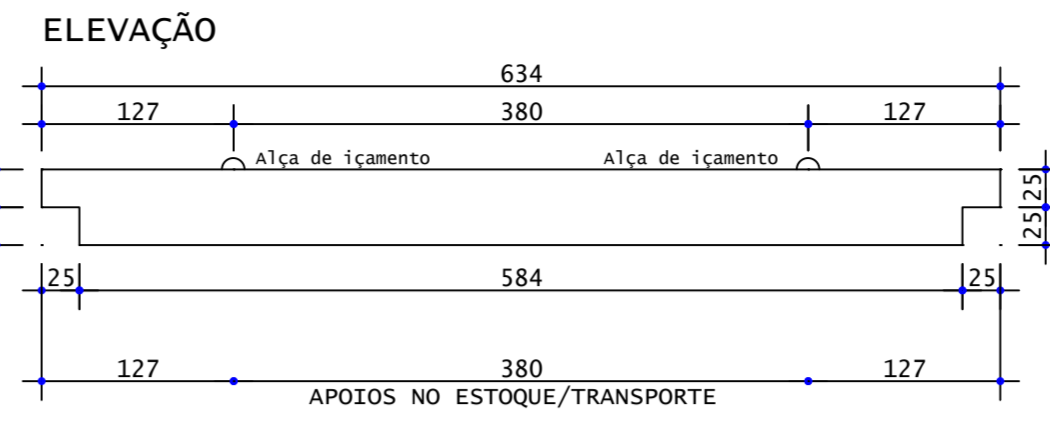 ELEVAÇÃO
634
127 380 127
Alça de içamento Alça de içamento
25
25
25 584 25
127 380 127
APOIOS NO ESTOQUE/TRANSPORTE